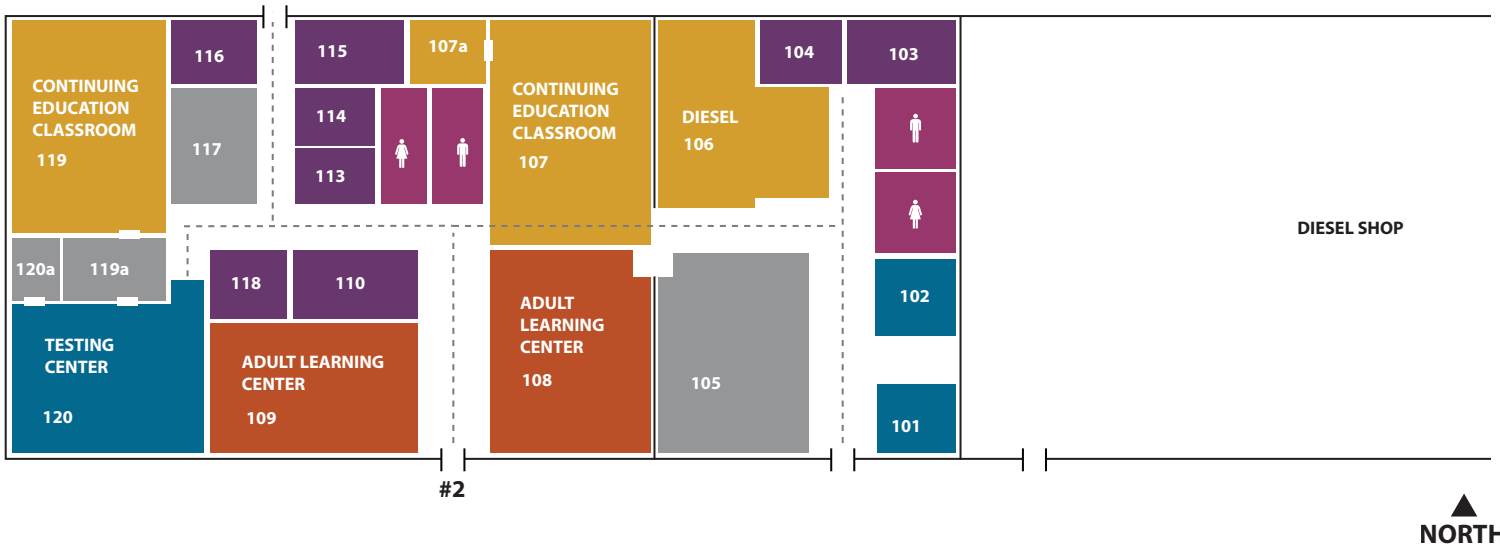 116
115
107a
104
103
CONTINUING
EDUCATION
CLASSROOM
119
117
114
113
CONTINUING
EDUCATION
CLASSROOM
107
DIESEL
106
DIESEL SHOP
120a
119a
118
110
102
TESTING
CENTER
120
ADULT LEARNING
CENTER
109
ADULT
LEARNING
CENTER
108
105
101
#2
NORTH